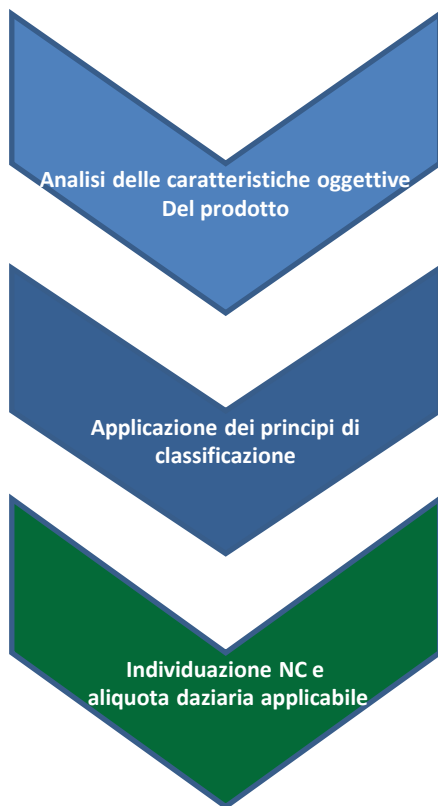 Analisi delle caratteristiche oggettive
Del prodotto
Applicazione dei principi di
classificazione
Individuazione NC e
aliquota daziaria applicabile